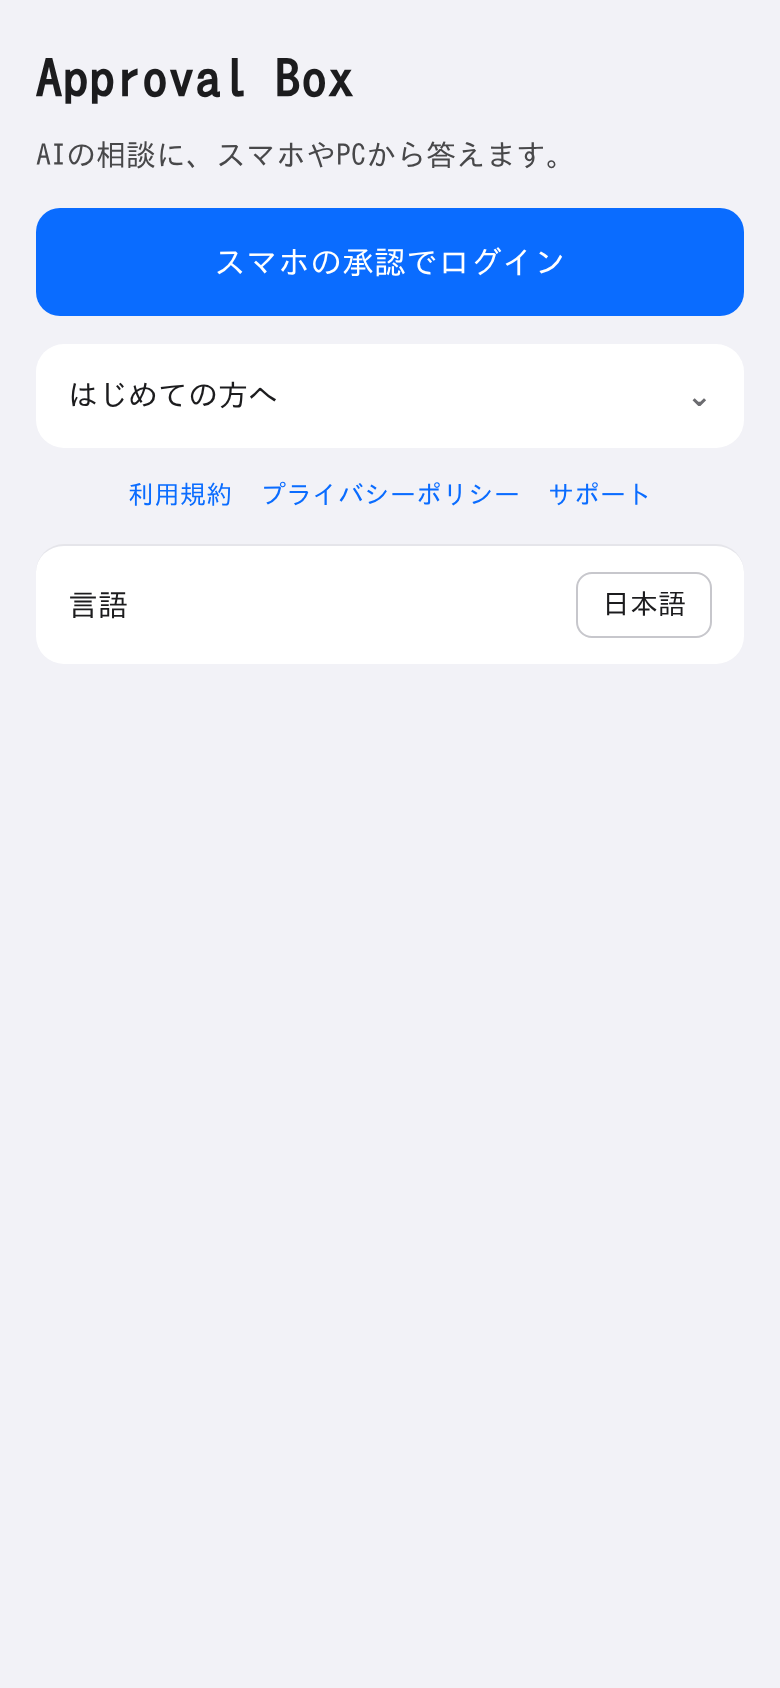 Approval Box
AIの相談に、スマホやPCから答えます。
スマホの承認でログイン
はじめての方へ
利用規約 プライバシーポリシー サポート
言語 日本語